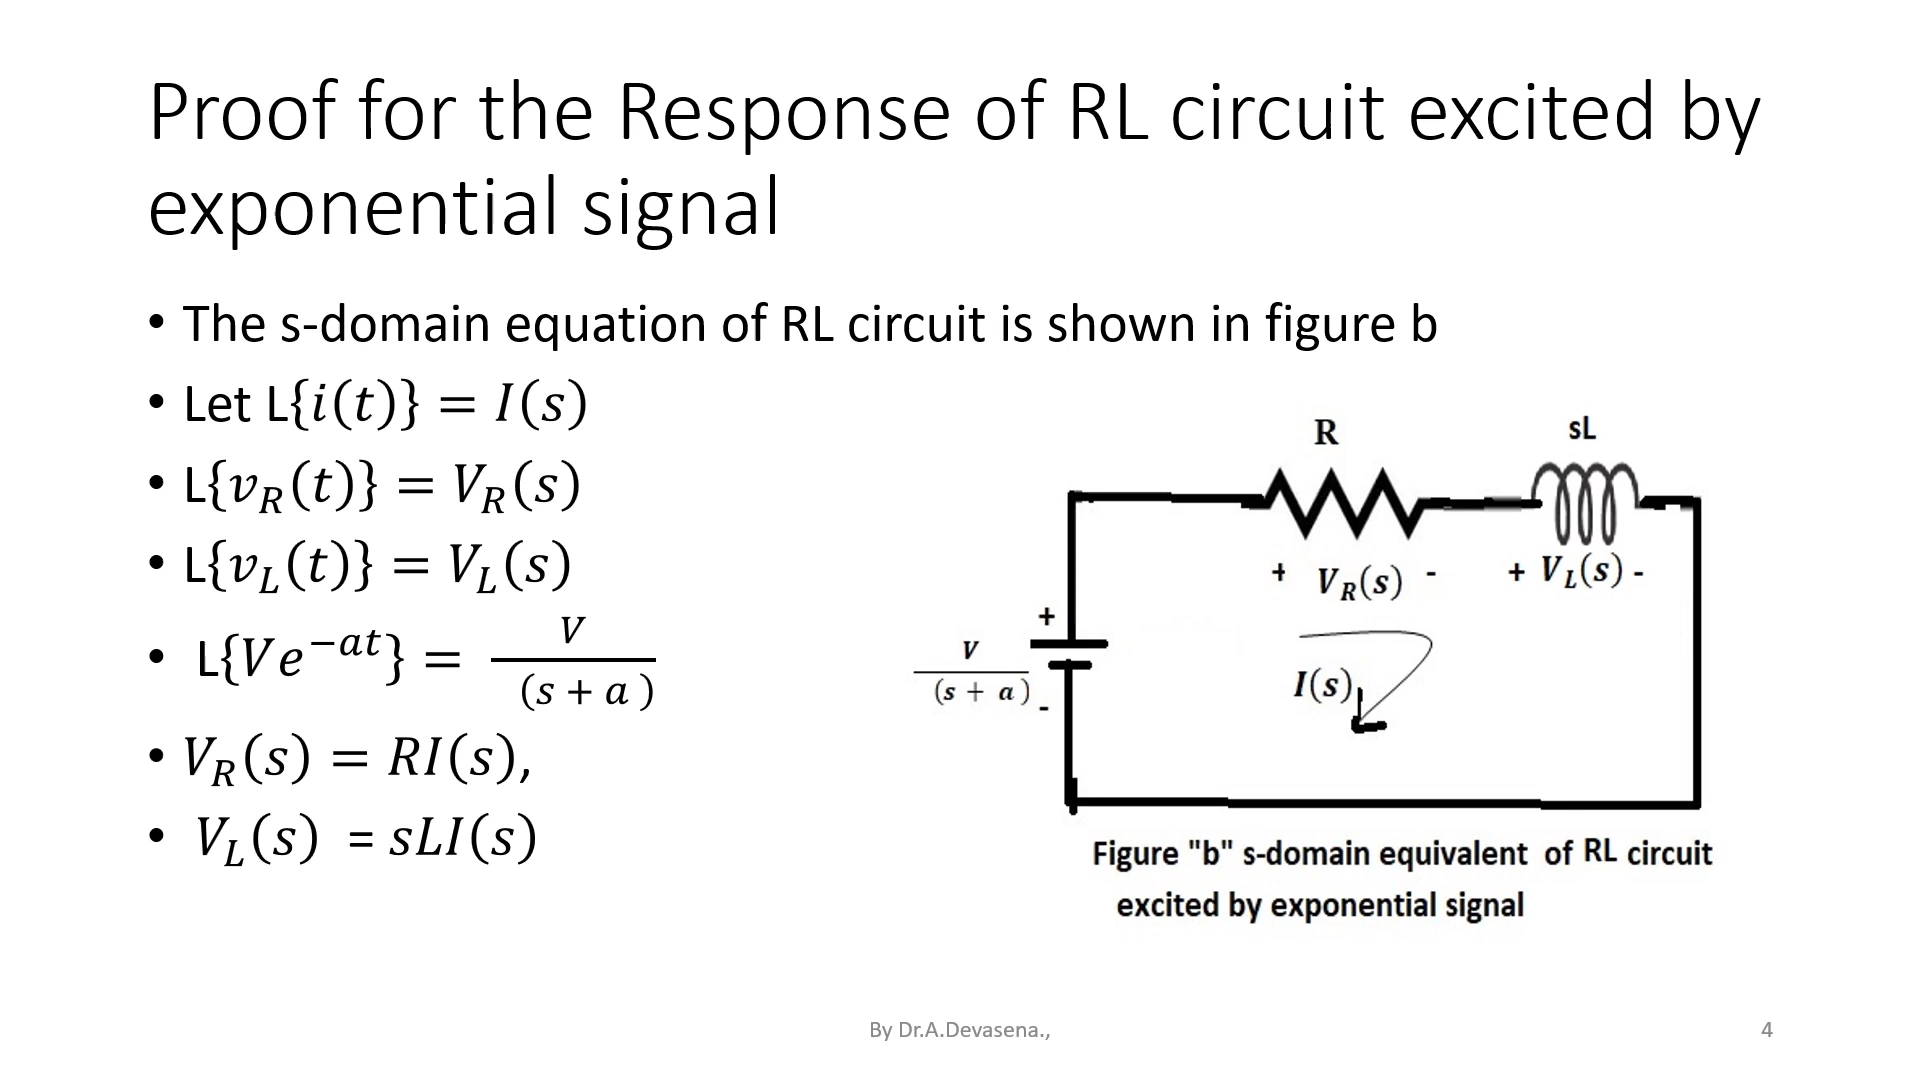 Proof for the Response of RL circuit excited by
exponential signal
• The s-domain equation of RL circuit is shown in figure b
• Let L{i(t)} = I(s)
• L{v_R(t)} = V_R(s)
• L{v_L(t)} = V_L(s)
• L{Ve^{-at}} = V/(s + a)
• V_R(s) = RI(s),
• V_L(s) = sLI(s)
R
sL
+ V_R(s) -
+ V_L(s) -
+
V/(s + a)
-
I(s)
Figure "b" s-domain equivalent of RL circuit
excited by exponential signal
By Dr.A.Devasena.,
4